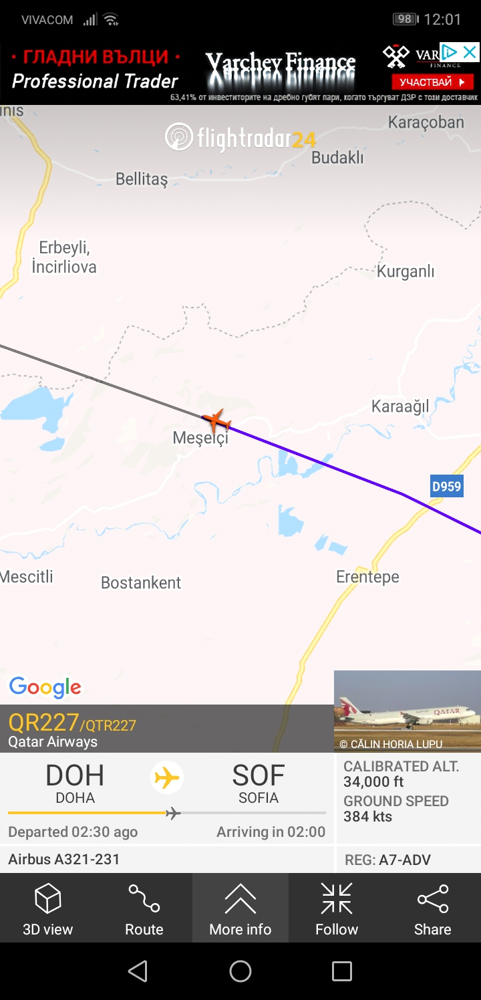 VIVACOM
98
12:01
· ГЛАДНИ ВЪЛЦИ ·
Professional Trader
Varchev Finance
VAR
FINANCE
УЧАСТВАЙ
63,41% от инвеститорите на дребно губят пари, когато търгуват ДЗР с този доставчик
inis
Karaçoban
flightradar24
Budaklı
Bellitaş
Erbeyli,
İncirliova
Kurganlı
Karaağıl
Meşelçi
D959
Mescitli
Bostankent
Erentepe
Google
QR227/QTR227
Qatar Airways
QATAR
© CĂLIN HORIA LUPU
DOH
SOF
DOHA
SOFIA
CALIBRATED ALT.
34,000 ft
GROUND SPEED
384 kts
Departed 02:30 ago
Arriving in 02:00
Airbus A321-231
REG: A7-ADV
3D view
Route
More info
Follow
Share